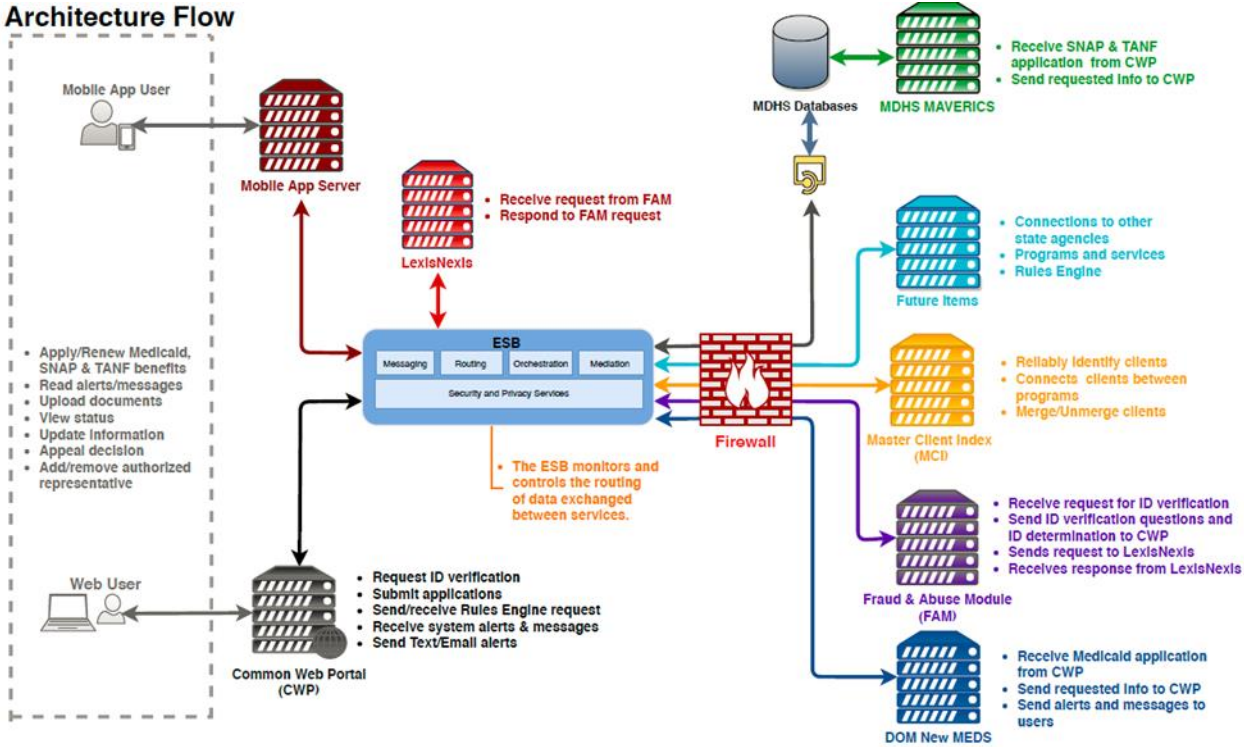 Architecture Flow
Mobile App User
Mobile App Server
• Apply/Renew Medicaid,
SNAP & TANF benefits
• Read alerts/messages
• Upload documents
• View status
• Update information
• Appeal decision
• Add/remove authorized
representative
Web User
LexisNexis
• Receive request from FAM
• Respond to FAM request
ESB
Messaging
Routing
Orchestration
Mediation
Security and Privacy Services
• The ESB monitors and
controls the routing
of data exchanged
between services.
Common Web Portal
(CWP)
• Request ID verification
• Submit applications
• Send/receive Rules Engine request
• Receive system alerts & messages
• Send Text/Email alerts
Firewall
MDHS Databases
MDHS MAVERICS
• Receive SNAP & TANF
application from CWP
• Send requested info to CWP
Future Items
• Connections to other
state agencies
• Programs and services
• Rules Engine
Master Client Index
(MCI)
• Reliably identify clients
• Connects clients between
programs
• Merge/Unmerge clients
Fraud & Abuse Module
(FAM)
• Receive request for ID verification
• Send ID verification questions and
ID determination to CWP
• Sends request to LexisNexis
• Receives response from LexisNexis
DOM New MEDS
• Receive Medicaid application
from CWP
• Send requested info to CWP
• Send alerts and messages to
users